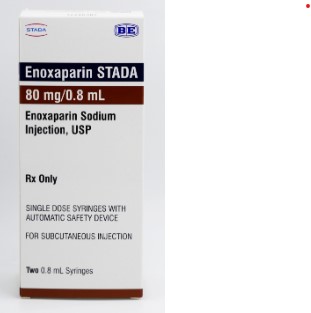 STADA
BE
Enoxaparin STADA
80 mg/0.8 mL
Enoxaparin Sodium
Injection, USP
Rx Only
SINGLE DOSE SYRINGES WITH
AUTOMATIC SAFETY DEVICE
FOR SUBCUTANEOUS INJECTION
Two 0.8 mL Syringes